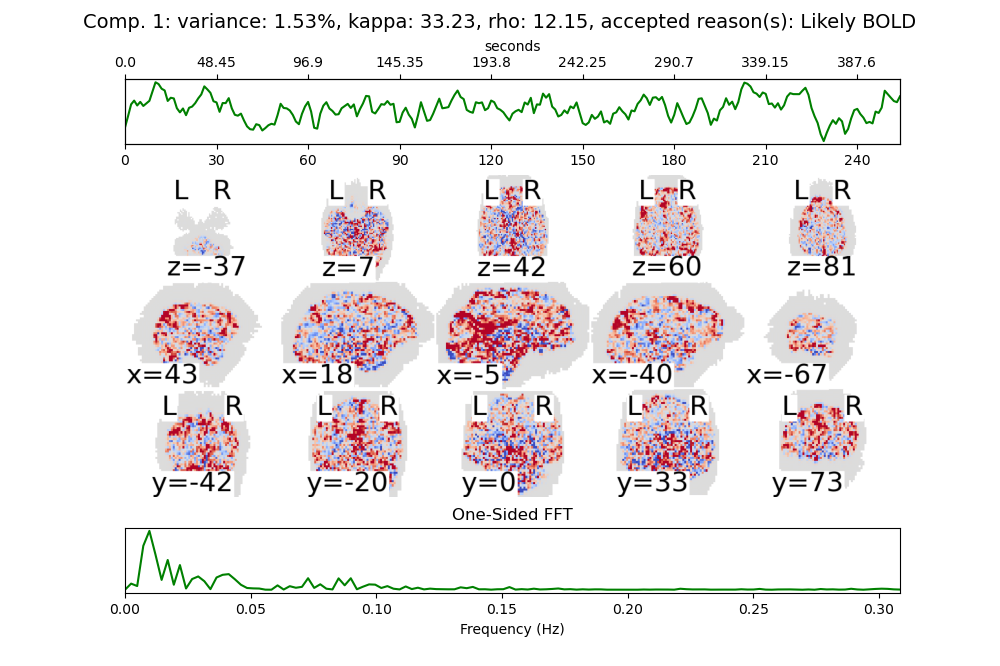 Comp. 1: variance: 1.53%, kappa: 33.23, rho: 12.15, accepted reason(s): Likely BOLD
seconds
0.0 48.45 96.9 145.35 193.8 242.25 290.7 339.15 387.6
0 30 60 90 120 150 180 210 240
L R L R L R L R L R
z=-37 z=7 z=42 z=60 z=81
x=43 x=18 x=-5 x=-40 x=-67
L R L R L R L R L R
y=-42 y=-20 y=0 y=33 y=73
One-Sided FFT
0.00 0.05 0.10 0.15 0.20 0.25 0.30
Frequency (Hz)